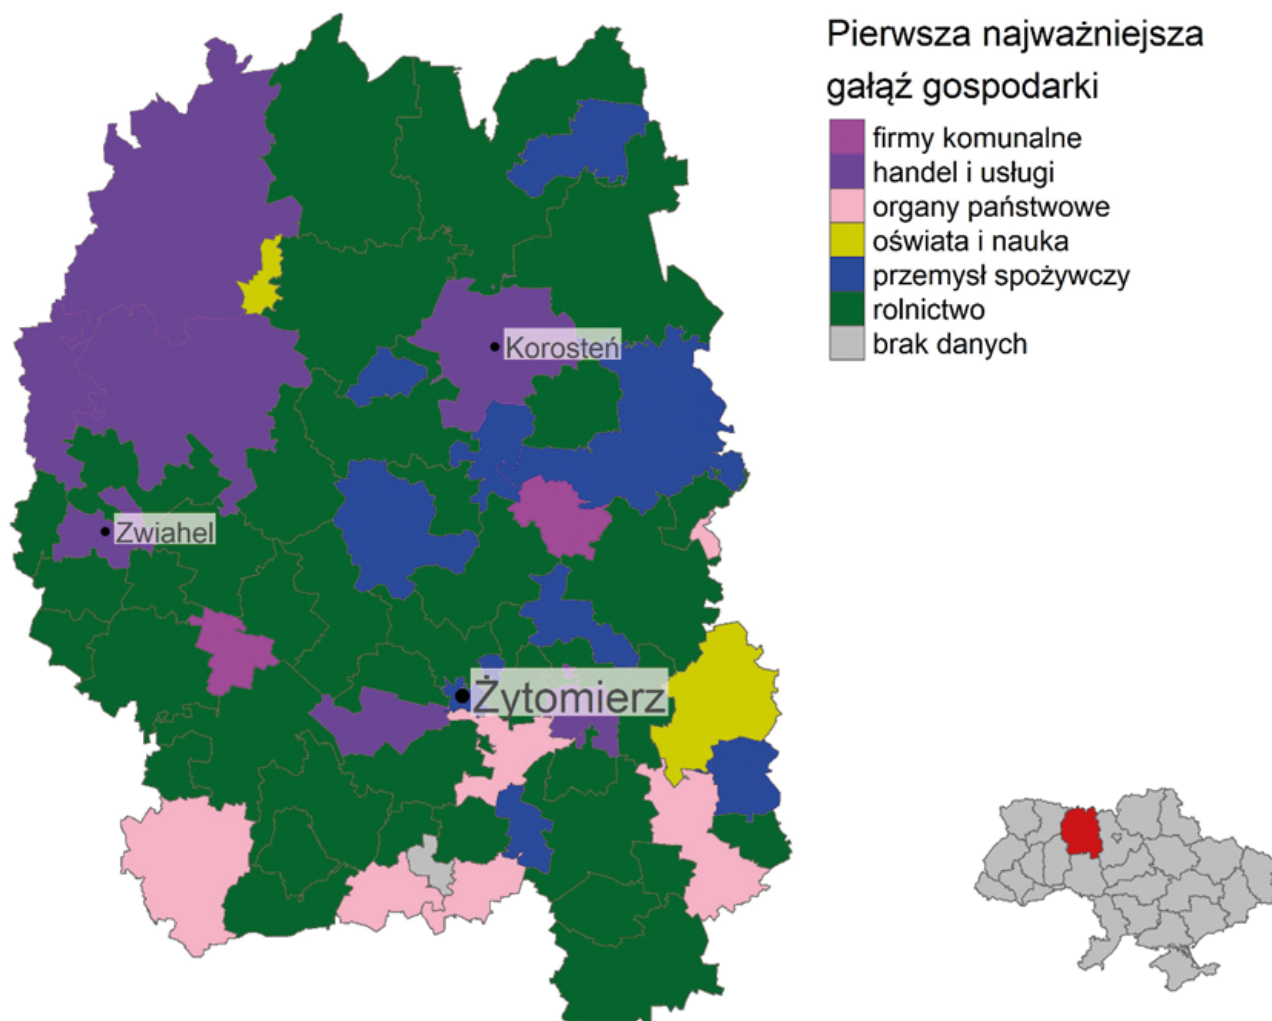 Pierwsza najważniejsza
gałąź gospodarki
firmy komunalne
handel i usługi
organy państwowe
oświata i nauka
przemysł spożywczy
rolnictwo
brak danych
Korosteń
Zwiahel
Żytomierz